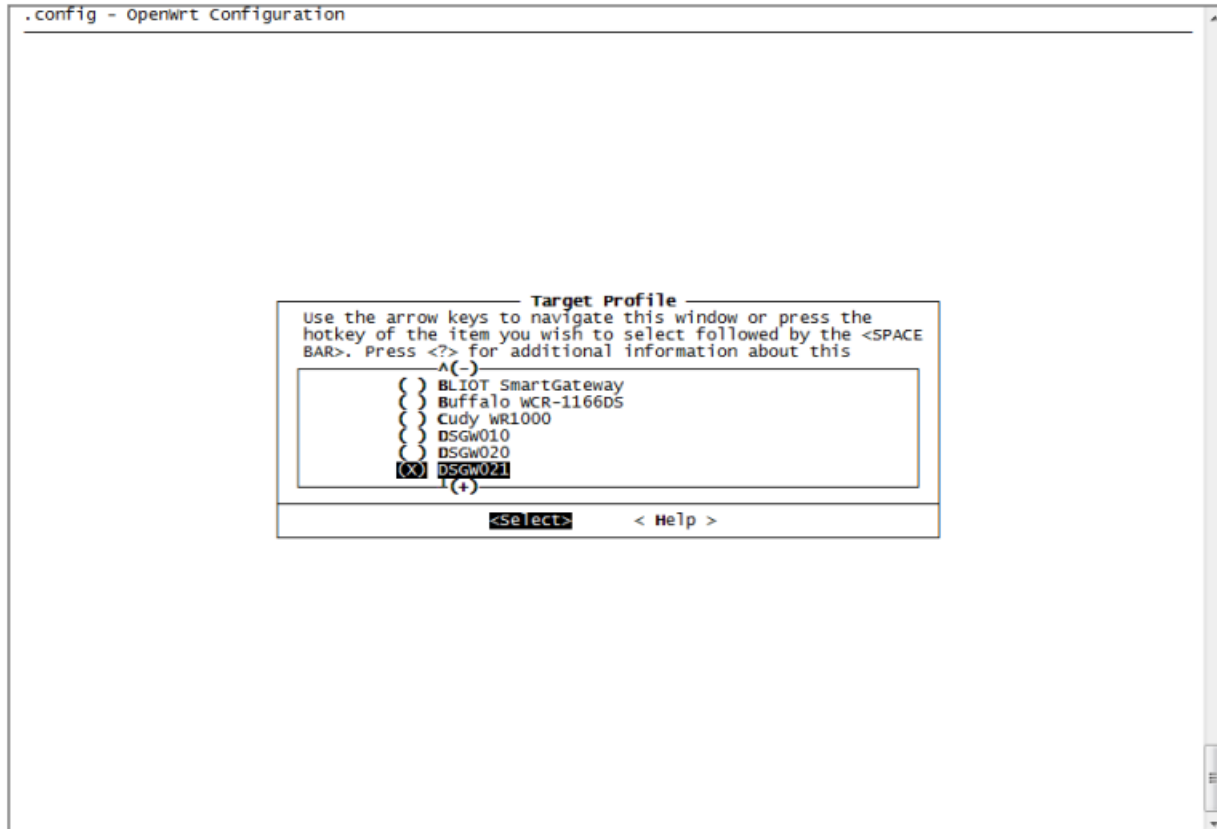 .config - OpenWrt Configuration
Target Profile
Use the arrow keys to navigate this window or press the
hotkey of the item you wish to select followed by the <SPACE
BAR>. Press <?> for additional information about this
^(-)
( ) BLIOT SmartGateway
( ) Buffalo WCR-1166DS
( ) Cudy WR1000
( ) DSGW010
( ) DSGW020
(X) DSGW021
(+)
<Select> < Help >